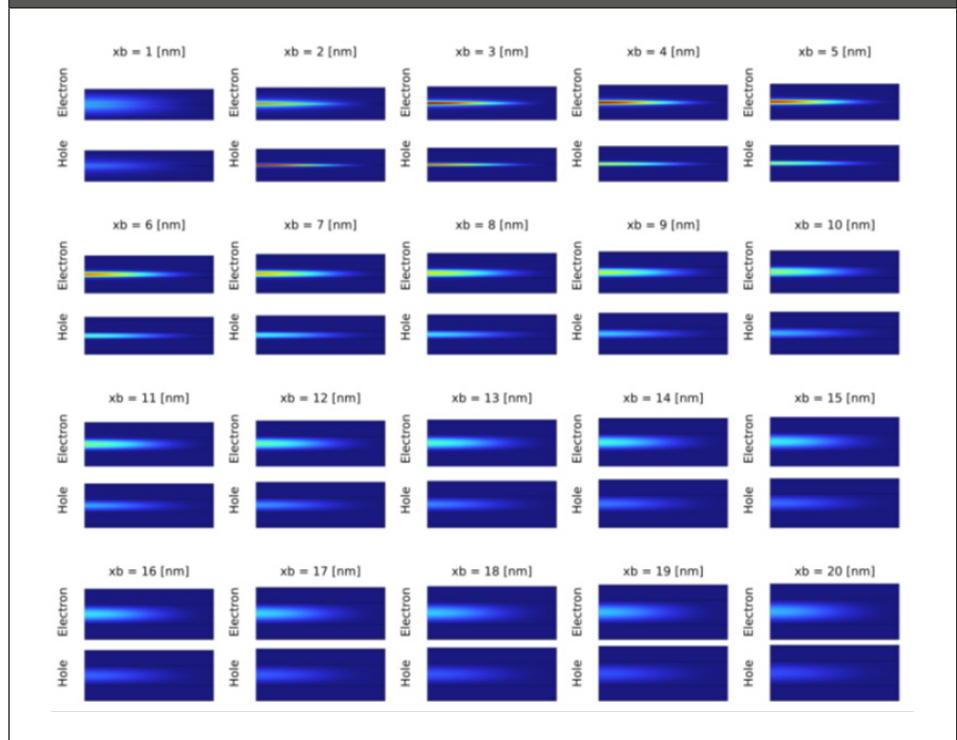 xb = 1 [nm] xb = 2 [nm] xb = 3 [nm] xb = 4 [nm] xb = 5 [nm]
Electron Electron Electron Electron Electron
Hole Hole Hole Hole Hole
xb = 6 [nm] xb = 7 [nm] xb = 8 [nm] xb = 9 [nm] xb = 10 [nm]
Electron Electron Electron Electron Electron
Hole Hole Hole Hole Hole
xb = 11 [nm] xb = 12 [nm] xb = 13 [nm] xb = 14 [nm] xb = 15 [nm]
Electron Electron Electron Electron Electron
Hole Hole Hole Hole Hole
xb = 16 [nm] xb = 17 [nm] xb = 18 [nm] xb = 19 [nm] xb = 20 [nm]
Electron Electron Electron Electron Electron
Hole Hole Hole Hole Hole